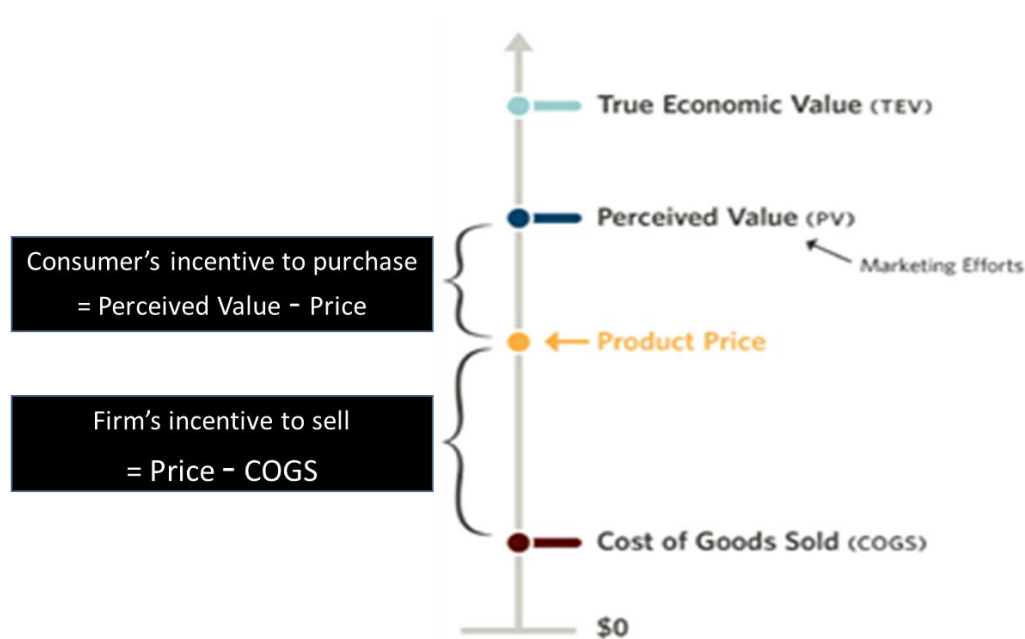 True Economic Value (TEV)
Perceived Value (PV)
Marketing Efforts
Consumer's incentive to purchase
= Perceived Value - Price
Product Price
Firm's incentive to sell
= Price - COGS
Cost of Goods Sold (COGS)
$0